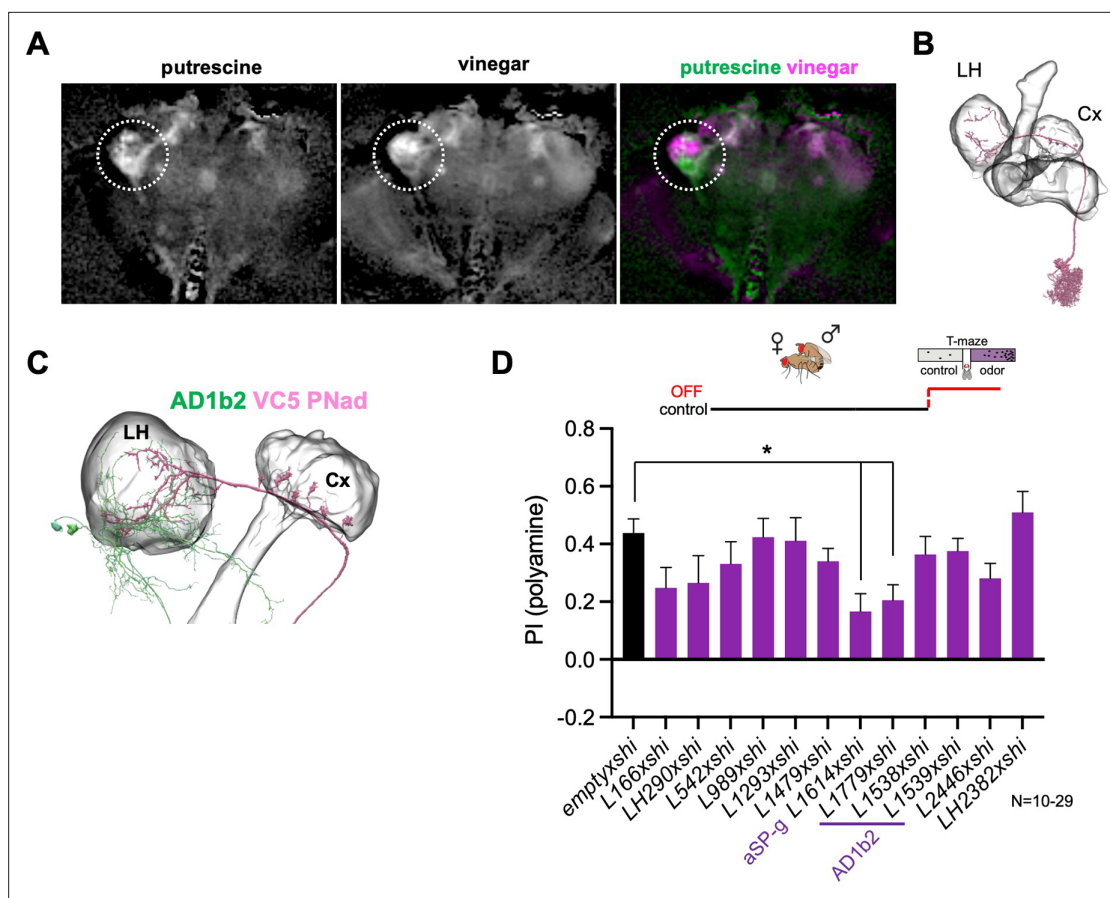 A
putrescine
vinegar
putrescine vinegar
B
LH
Cx
C
AD1b2 VC5 PNad
LH
Cx
D
♀ ♂
T-maze
control odor
OFF
control
PI (polyamine)
0.8
0.6
0.4
0.2
0.0
-0.2
*
emptyxshi
L166xshi
LH290xshi
L542xshi
L989xshi
L1293xshi
L1479xshi
L1614xshi
L1779xshi
L1538xshi
L1539xshi
L2446xshi
LH2382xshi
aSP-g
AD1b2
N=10-29